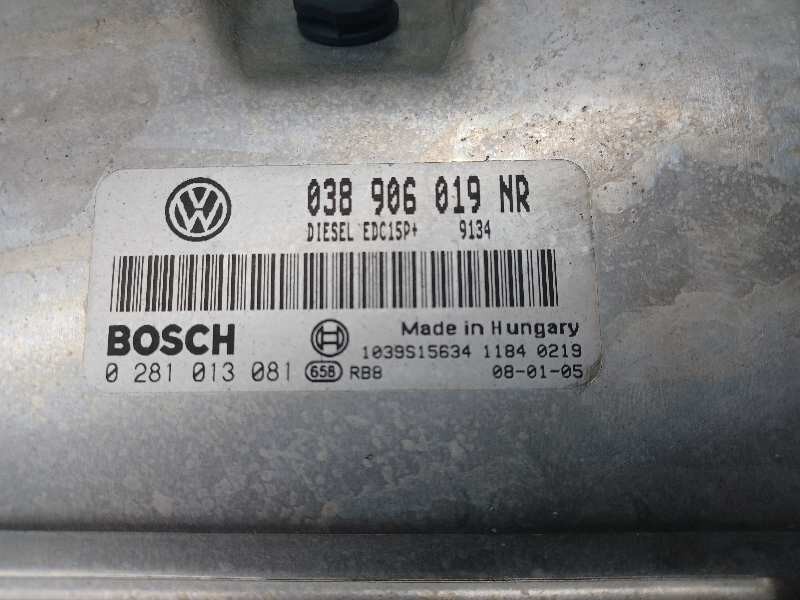 038 906 019 NR
DIESEL EDC15P+ 9134
BOSCH
Made in Hungary
1039S15634 1184 0219
0 281 013 081 658 RB8 08-01-05